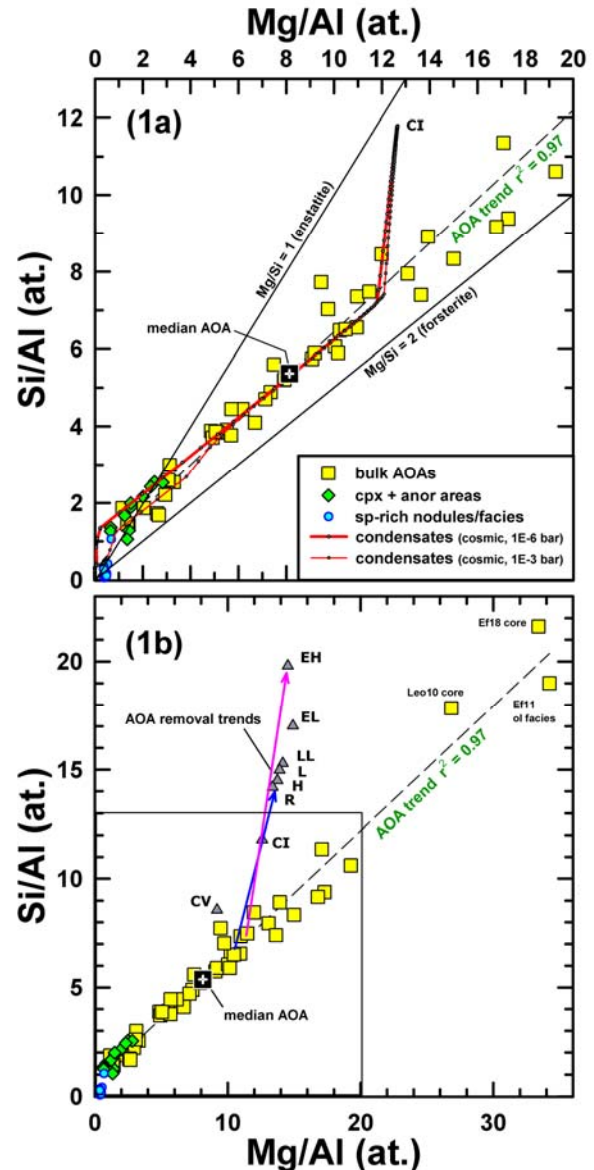 Mg/Al (at.)
0 2 4 6 8 10 12 14 16 18 20
(1a)
CI
Mg/Si = 1 (enstatite)
AOA trend r² = 0.97
median AOA
Mg/Si = 2 (forsterite)
Si/Al (at.)
12
10
8
6
4
2
0
bulk AOAs
cpx + anor areas
sp-rich nodules/facies
condensates (cosmic, 1E-6 bar)
condensates (cosmic, 1E-3 bar)
(1b)
Ef18 core
EH
Leo10 core
Ef11
ol facies
EL
AOA removal trends
LL
L
H
R
AOA trend r² = 0.97
CI
CV
median AOA
Si/Al (at.)
20
15
10
5
0
0 10 20 30
Mg/Al (at.)